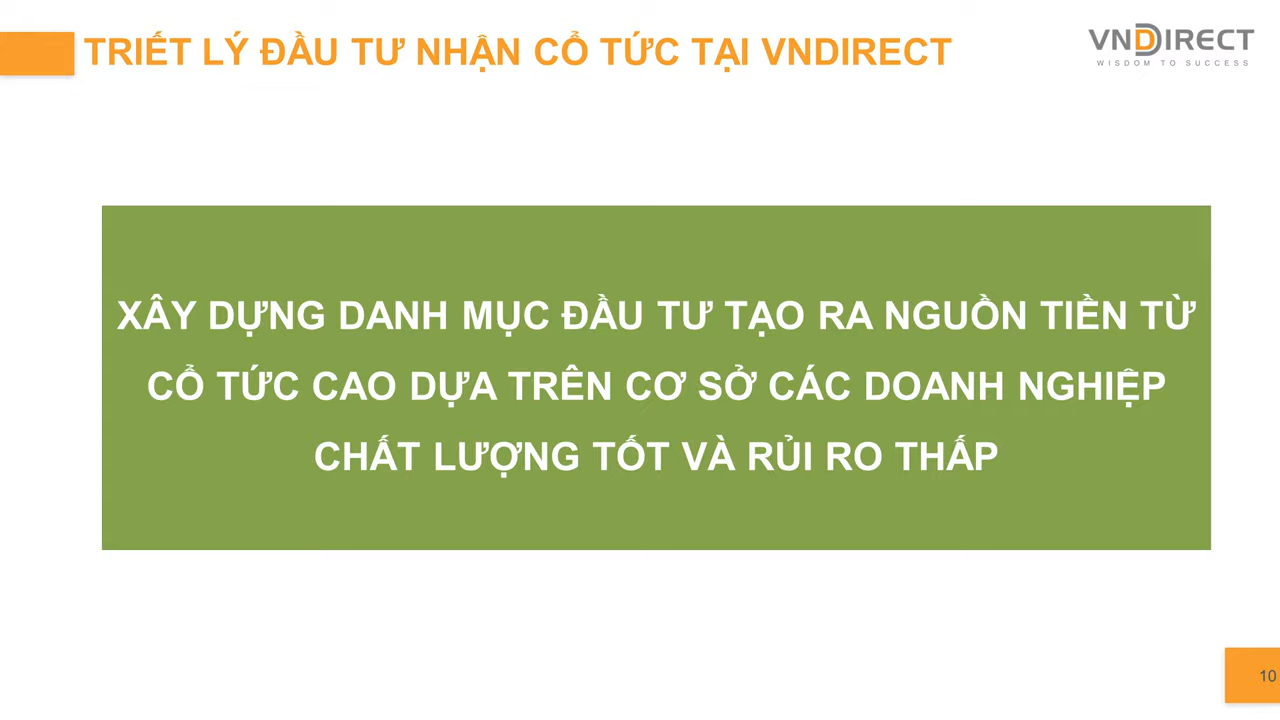 TRIẾT LÝ ĐẦU TƯ NHẬN CỔ TỨC TẠI VNDIRECT
VNDIRECT
WISDOM TO SUCCESS
XÂY DỰNG DANH MỤC ĐẦU TƯ TẠO RA NGUỒN TIỀN TỪ
CỔ TỨC CAO DỰA TRÊN CƠ SỞ CÁC DOANH NGHIỆP
CHẤT LƯỢNG TỐT VÀ RỦI RO THẤP
10